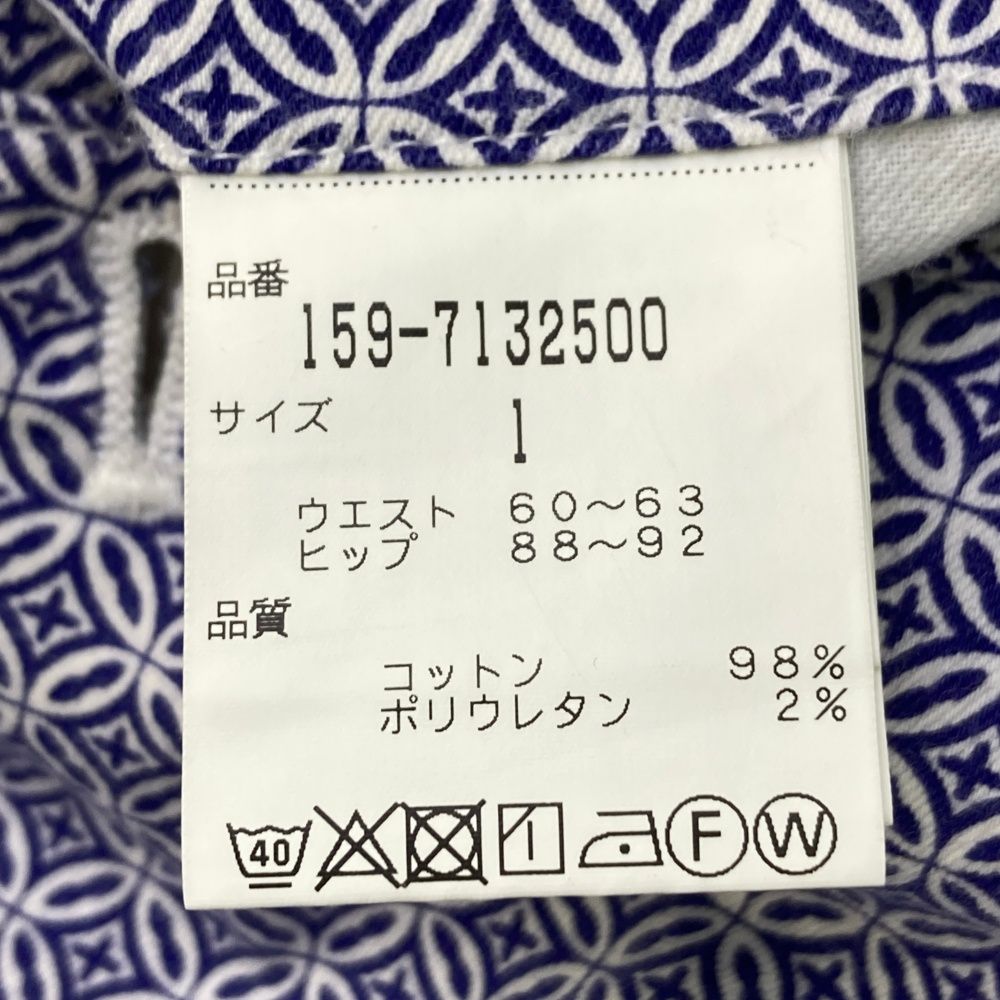 品番
159-7132500
サイズ 1
ウエスト 60〜63
ヒップ 88〜92
品質
コットン 98%
ポリウレタン 2%
40 F W